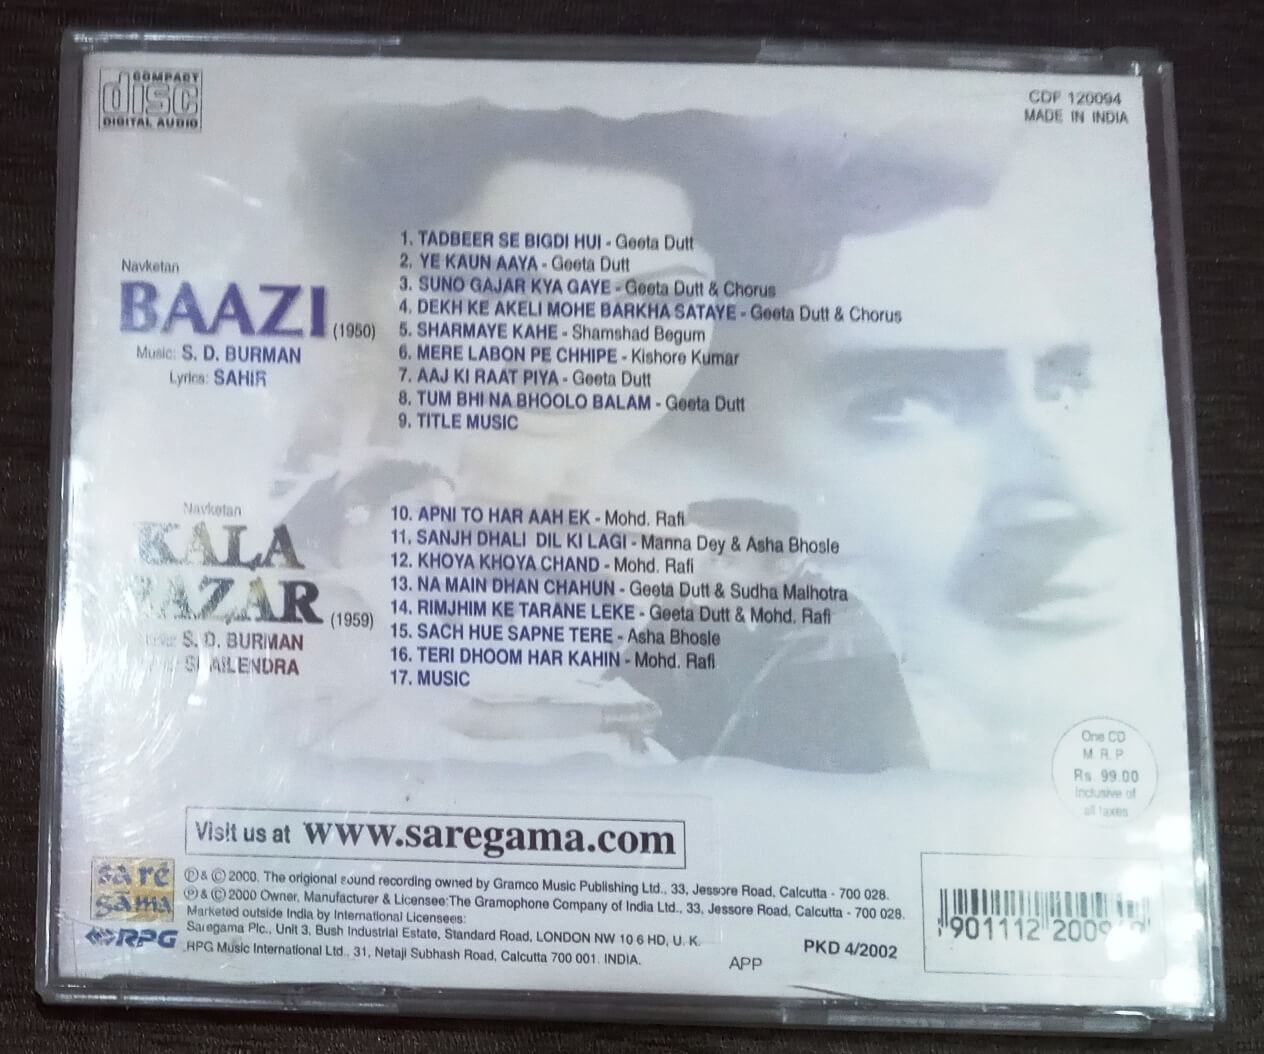 COMPACT
disc
DIGITAL AUDIO
CDF 120094
MADE IN INDIA
Navketan
BAAZI (1950)
Music: S. D. BURMAN
Lyrics: SAHIR
1. TADBEER SE BIGDI HUI - Geeta Dutt
2. YE KAUN AAYA - Geeta Dutt
3. SUNO GAJAR KYA GAYE - Geeta Dutt & Chorus
4. DEKH KE AKELI MOHE BARKHA SATAYE - Geeta Dutt & Chorus
5. SHARMAYE KAHE - Shamshad Begum
6. MERE LABON PE CHHIPE - Kishore Kumar
7. AAJ KI RAAT PIYA - Geeta Dutt
8. TUM BHI NA BHOOLO BALAM - Geeta Dutt
9. TITLE MUSIC
Navketan
KALA
BAZAR (1959)
S. D. BURMAN
SHAILENDRA
10. APNI TO HAR AAH EK - Mohd. Rafi
11. SANJH DHALI DIL KI LAGI - Manna Dey & Asha Bhosle
12. KHOYA KHOYA CHAND - Mohd. Rafi
13. NA MAIN DHAN CHAHUN - Geeta Dutt & Sudha Malhotra
14. RIMJHIM KE TARANE LEKE - Geeta Dutt & Mohd. Rafi
15. SACH HUE SAPNE TERE - Asha Bhosle
16. TERI DHOOM HAR KAHIN - Mohd. Rafi
17. MUSIC
One CD
M. R. P.
Rs. 99.00
inclusive of
all taxes
Visit us at www.saregama.com
sa re
sama
RPG
℗ & © 2000. The origional sound recording owned by Gramco Music Publishing Ltd., 33, Jessore Road, Calcutta - 700 028.
℗ & © 2000 Owner, Manufacturer & Licensee:The Gramophone Company of India Ltd., 33, Jessore Road, Calcutta - 700 028.
Marketed outside India by International Licensees:
Saregama Plc., Unit 3, Bush Industrial Estate, Standard Road, LONDON NW 10 6 HD, U. K.
RPG Music International Ltd., 31, Netaji Subhash Road, Calcutta 700 001. INDIA.
APP
PKD 4/2002
901112